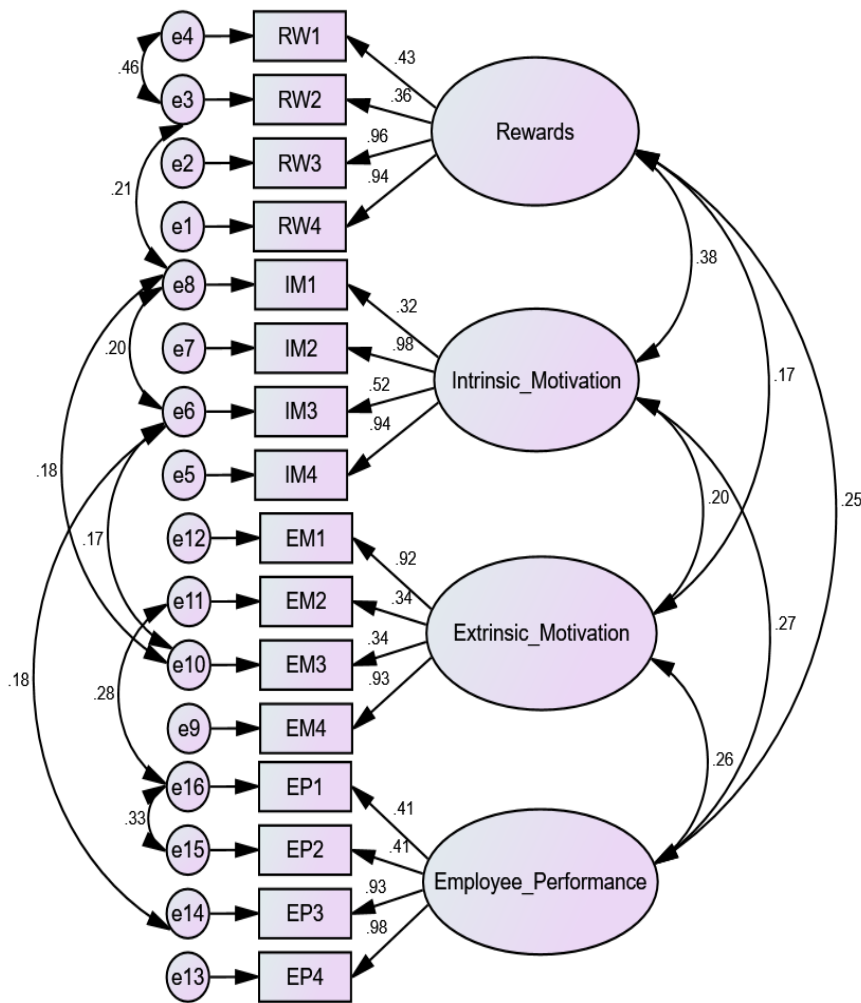 e4 RW1
.43
.46
e3 RW2
.36
Rewards
.96
e2 RW3
.94
.21
e1 RW4
.38
e8 IM1
.32
.20
e7 IM2
.98
.17
Intrinsic_Motivation
.52
e6 IM3
.94
.18
e5 IM4
.20
.25
.17
e12 EM1
.92
e11 EM2
.34
.27
Extrinsic_Motivation
.34
e10 EM3
.18
.28
.93
e9 EM4
.26
e16 EP1
.41
.33
e15 EP2
.41
Employee_Performance
.93
e14 EP3
.98
e13 EP4